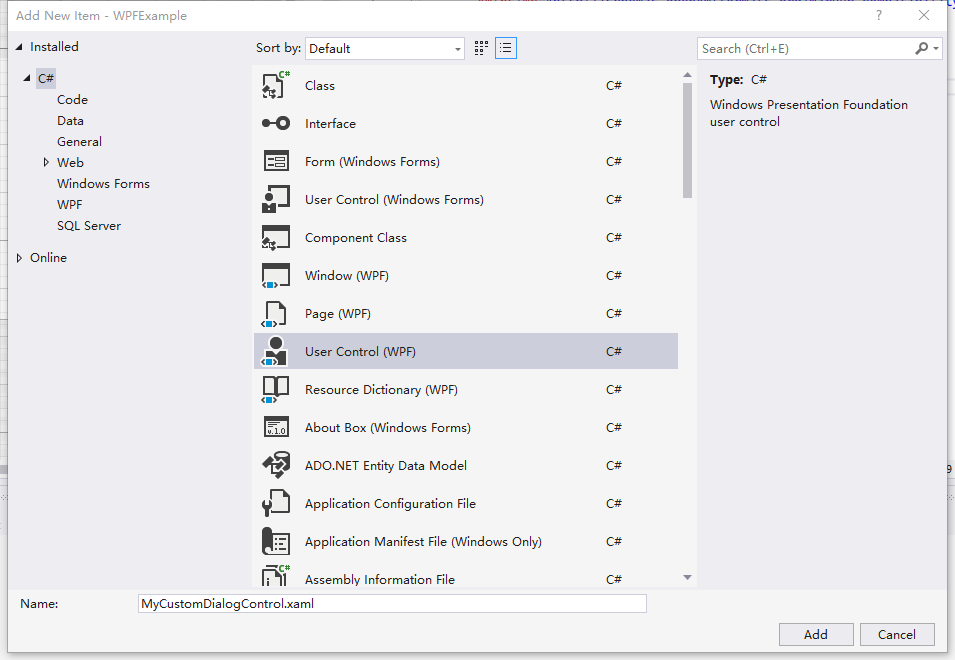 Add New Item - WPFExample
?
Installed
C#
Code
Data
General
Web
Windows Forms
WPF
SQL Server
Online
Sort by: Default
Class C#
Interface C#
Form (Windows Forms) C#
User Control (Windows Forms) C#
Component Class C#
Window (WPF) C#
Page (WPF) C#
User Control (WPF) C#
Resource Dictionary (WPF) C#
About Box (Windows Forms) C#
ADO.NET Entity Data Model C#
Application Configuration File C#
Application Manifest File (Windows Only) C#
Assembly Information File C#
Search (Ctrl+E)
Type: C#
Windows Presentation Foundation
user control
Name: MyCustomDialogControl.xaml
Add Cancel